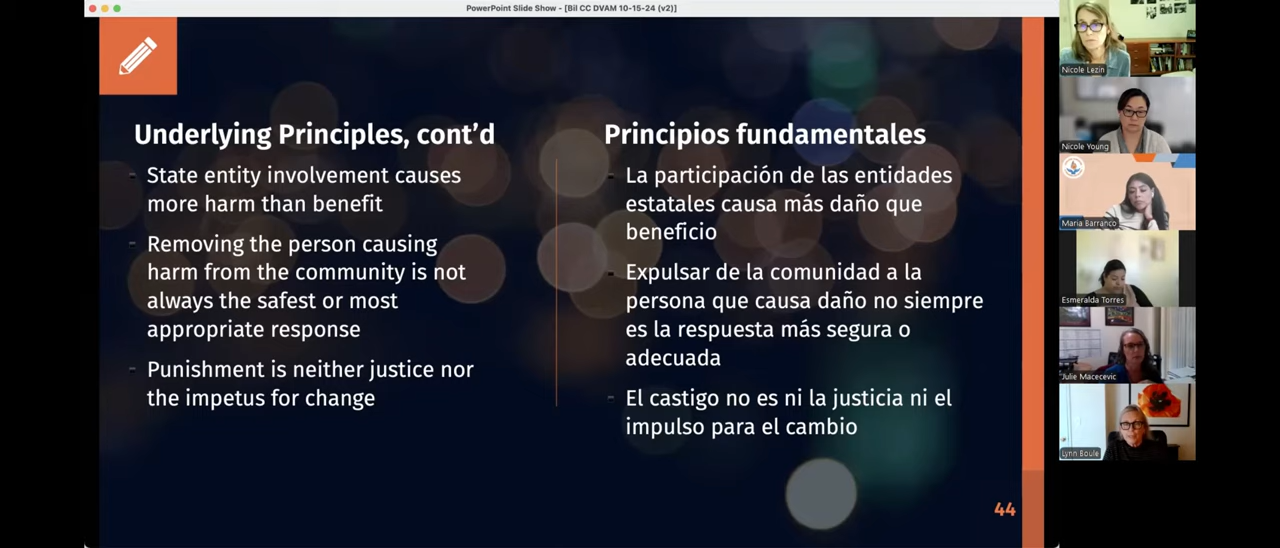 PowerPoint Slide Show - [Bil CC DVAM 10-15-24 (v2)]
Underlying Principles, cont’d
State entity involvement causes
more harm than benefit
Removing the person causing
harm from the community is not
always the safest or most
appropriate response
Punishment is neither justice nor
the impetus for change
Principios fundamentales
La participación de las entidades
estatales causa más daño que
beneficio
Expulsar de la comunidad a la
persona que causa daño no siempre
es la respuesta más segura o
adecuada
El castigo no es ni la justicia ni el
impulso para el cambio
44
Nicole Lezin
Nicole Young
Maria Barranco
Esmeralda Torres
Julie Macecevic
Lynn Boule